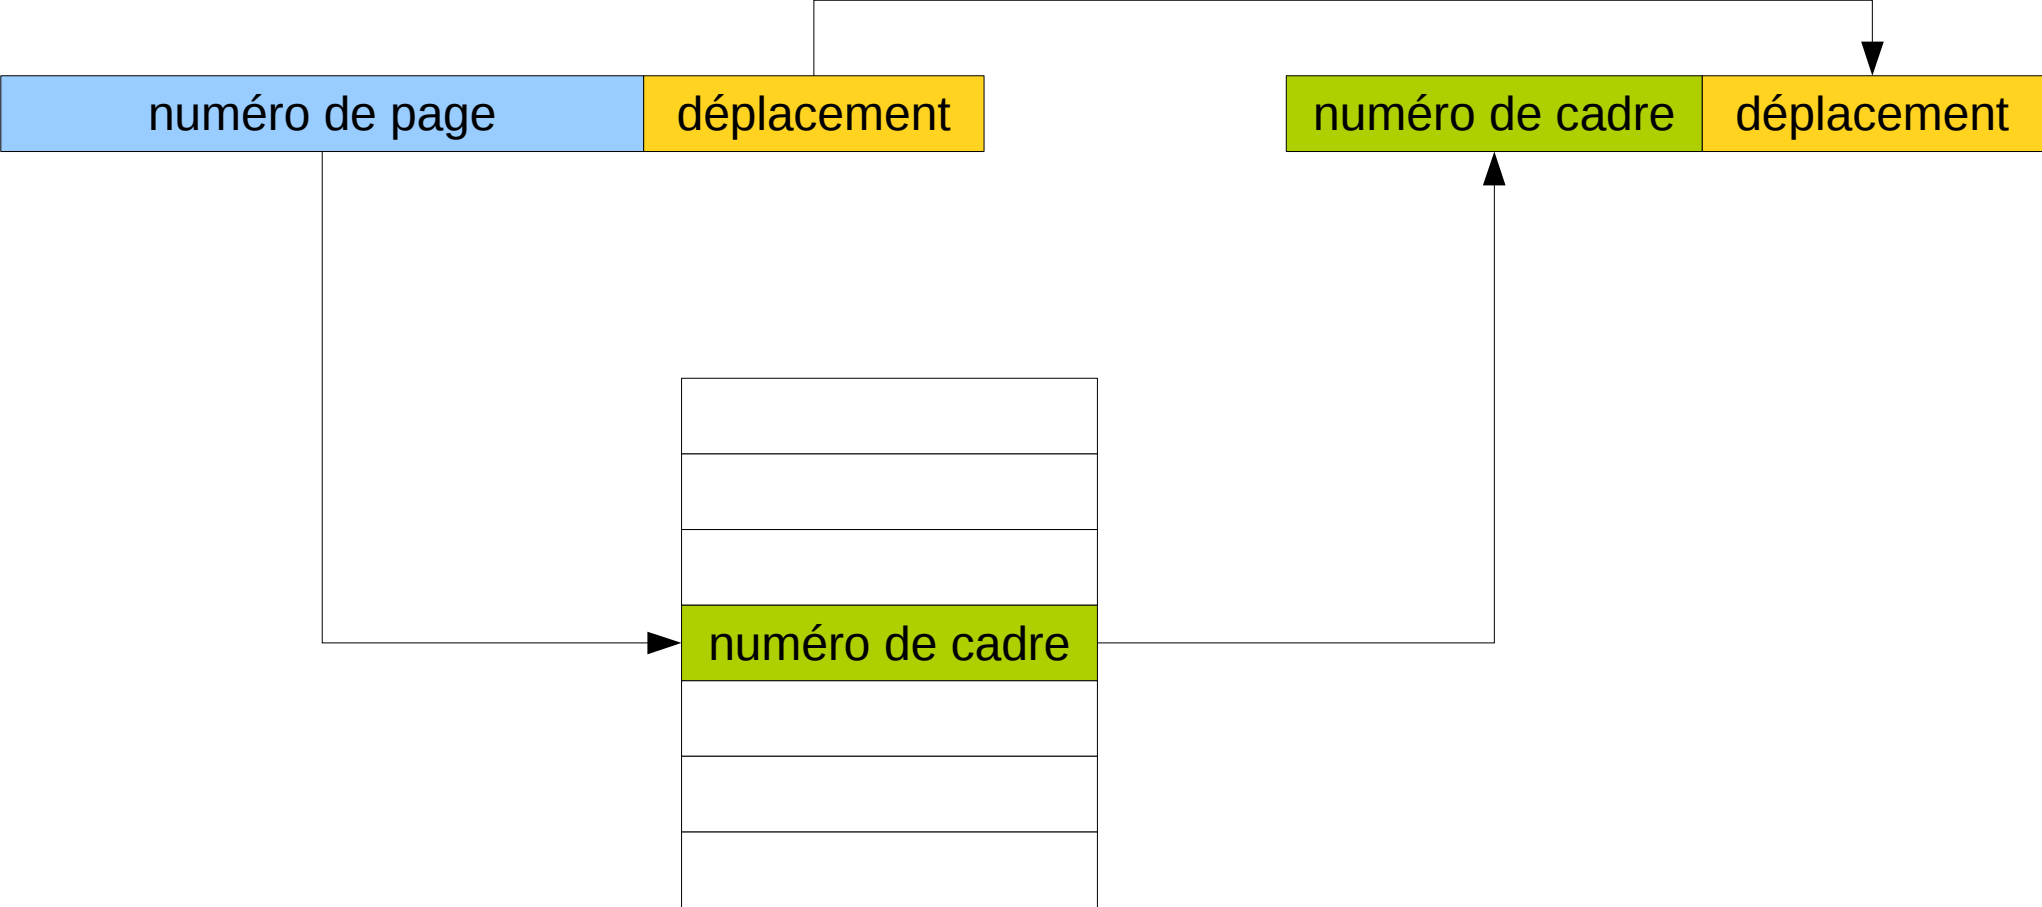 numéro de page
déplacement
numéro de cadre
déplacement
numéro de cadre